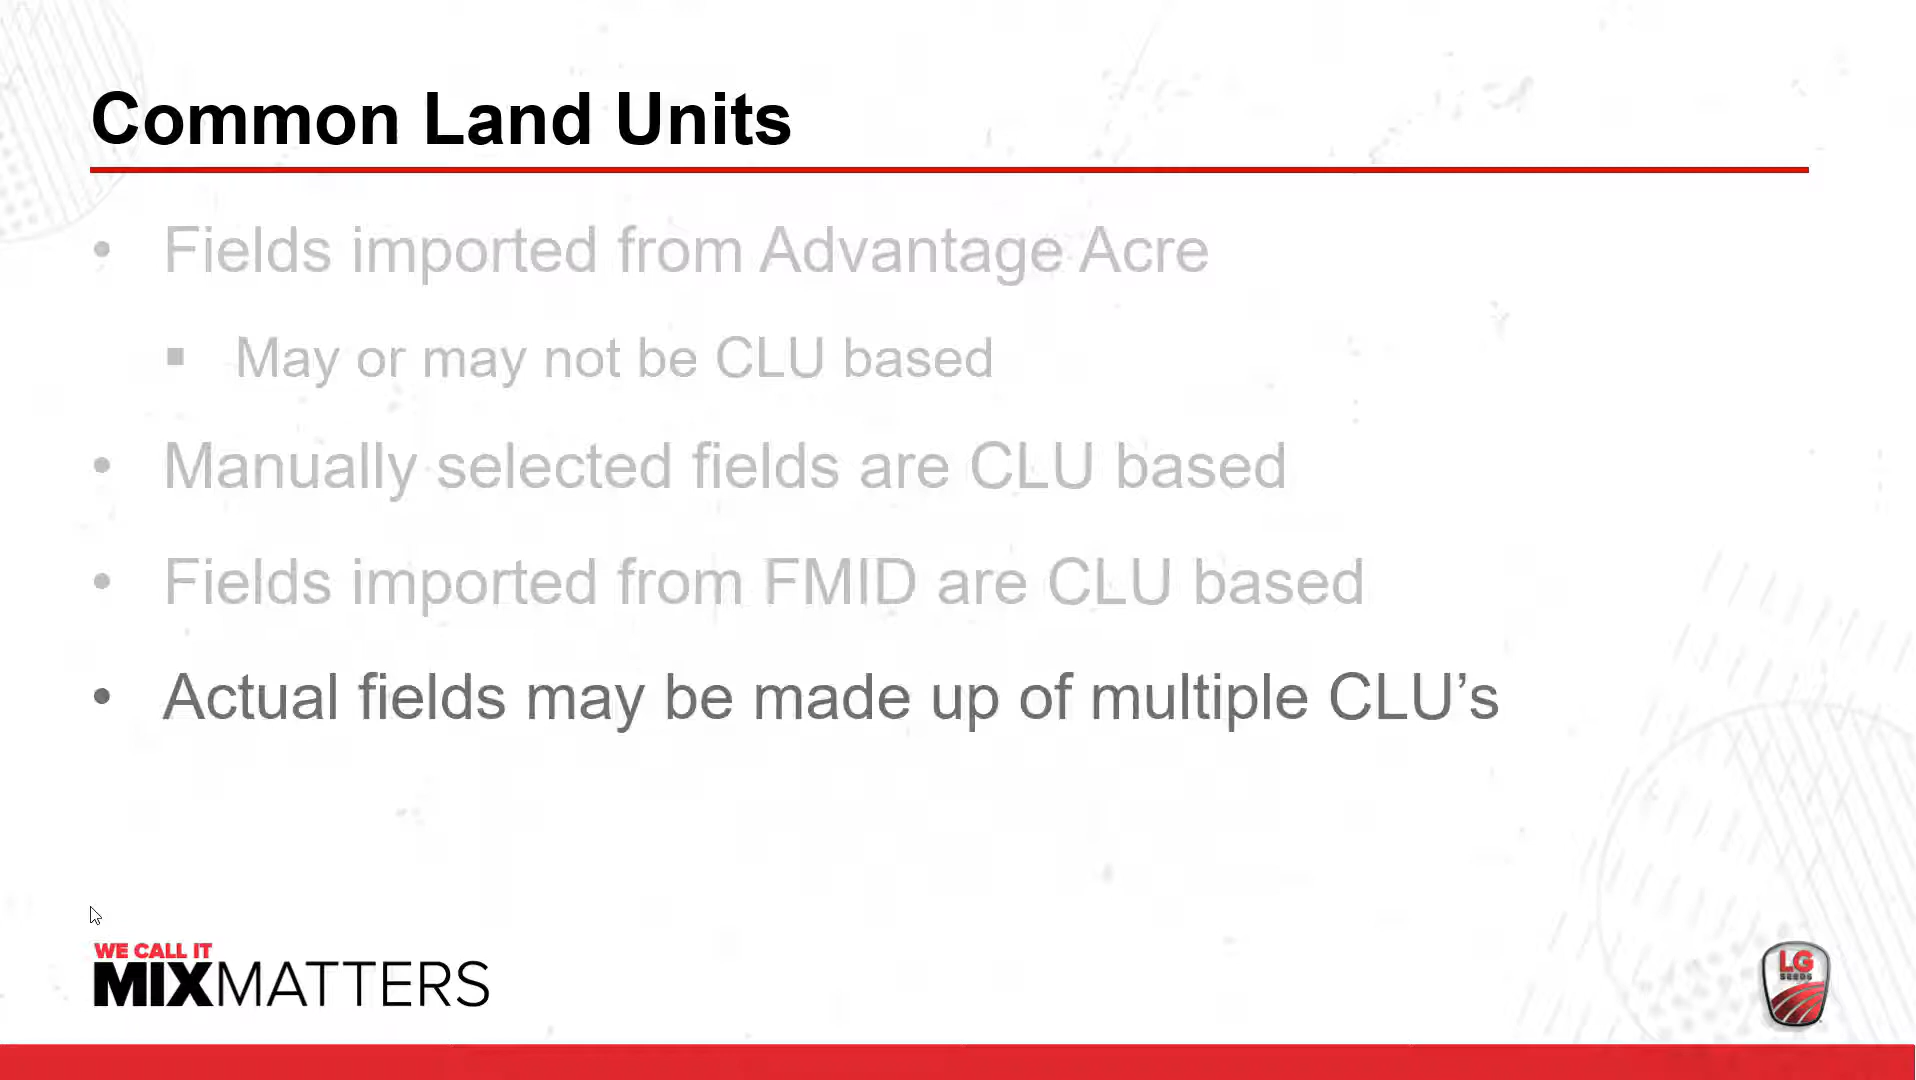 Common Land Units
• Fields imported from Advantage Acre
▪ May or may not be CLU based
• Manually selected fields are CLU based
• Fields imported from FMID are CLU based
• Actual fields may be made up of multiple CLU’s
WE CALL IT
MIXMATTERS
LG
SEEDS